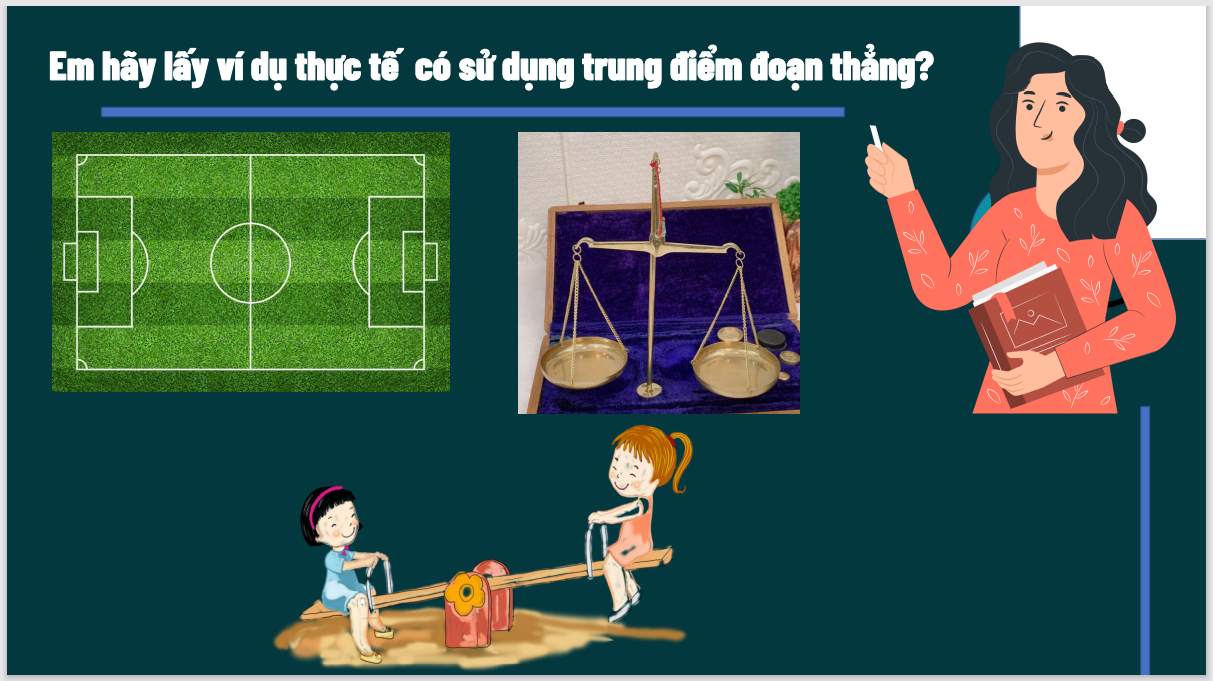 Em hãy lấy ví dụ thực tế có sử dụng trung điểm đoạn thẳng?